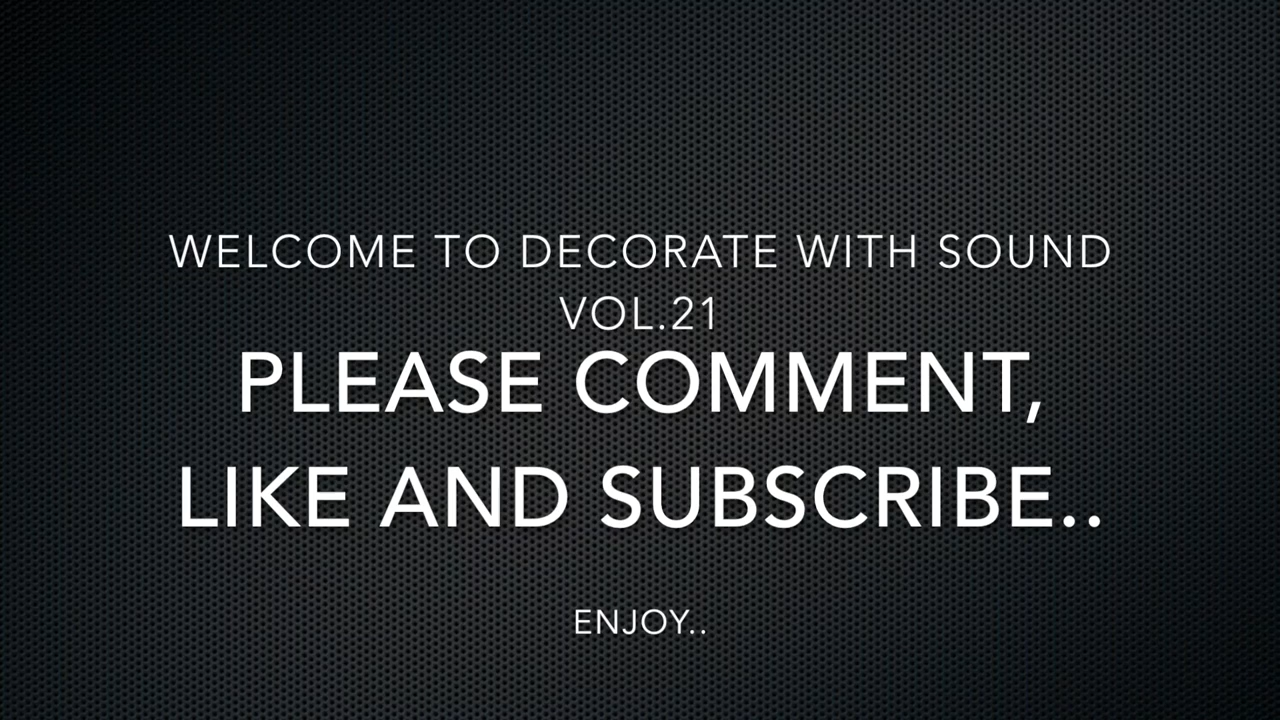 WELCOME TO DECORATE WITH SOUND
VOL.21
PLEASE COMMENT,
LIKE AND SUBSCRIBE..
ENJOY..